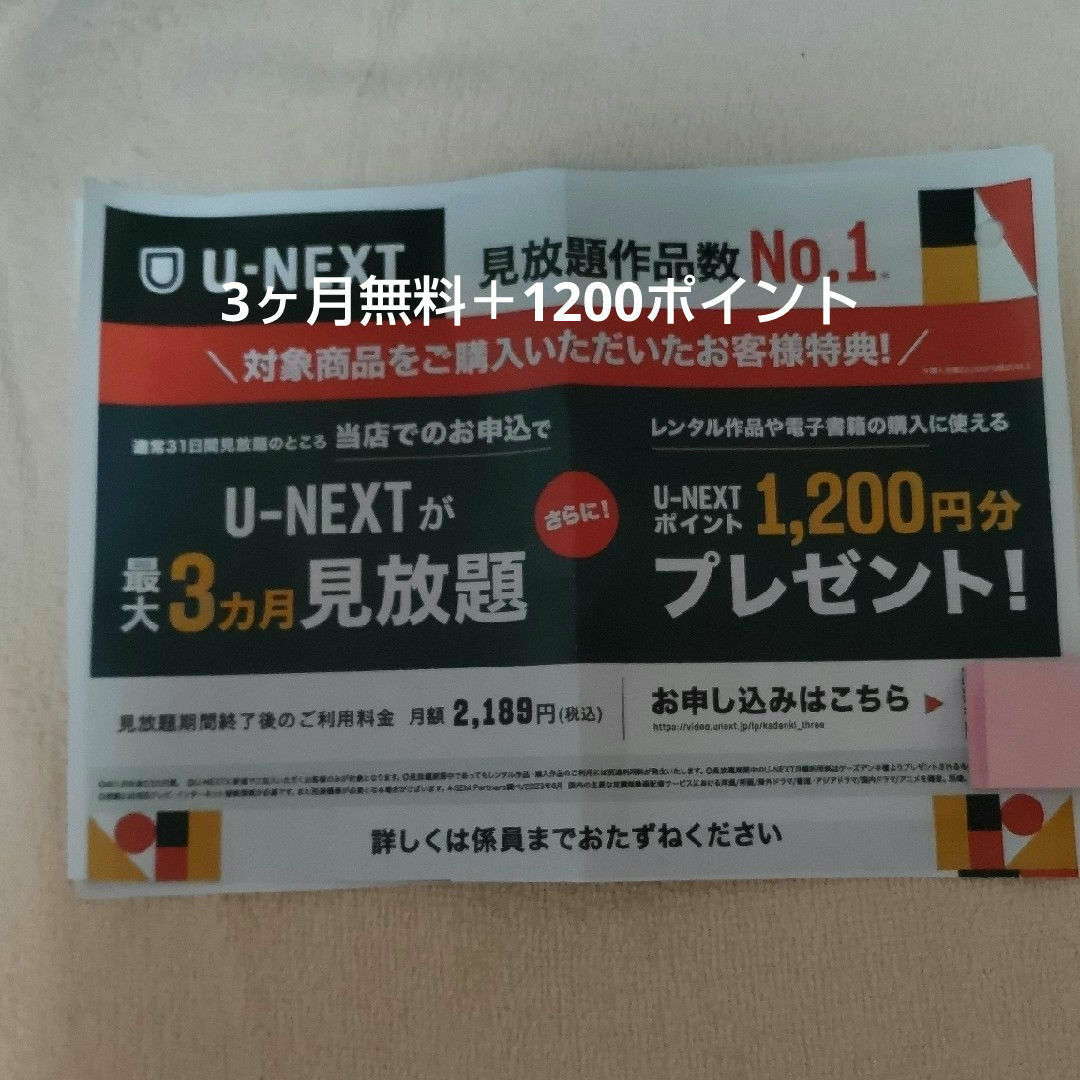 U-NEXT
見放題作品数No.1
3ヶ月無料＋1200ポイント
＼対象商品をご購入いただいたお客様特典!／
通常31日間見放題のところ 当店でのお申込で
U-NEXTが
最大3カ月見放題
さらに!
レンタル作品や電子書籍の購入に使える
U-NEXTポイント 1,200円分
プレゼント!
見放題期間終了後のご利用料金 月額 2,189円(税込)
お申し込みはこちら▶
https://video.unext.jp/lp/ksdenki_three
詳しくは係員までおたずねください